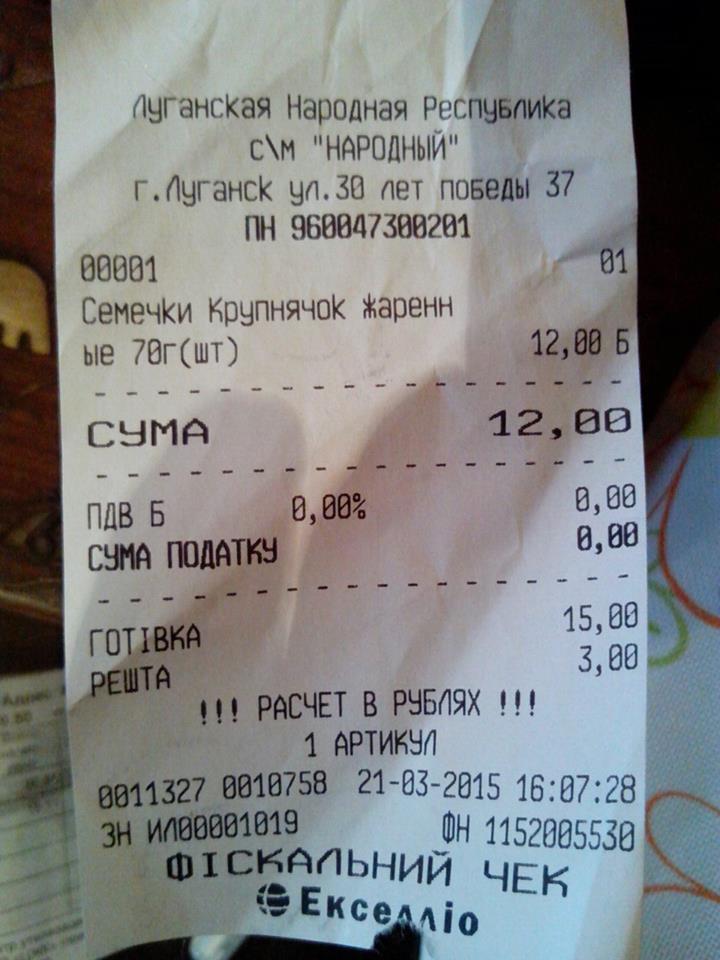 Луганская Народная Республика
с\м "НАРОДНЫЙ"
г.Луганск ул.30 лет победы 37
ПН 960047300201
00001 01
Семечки Крупнячок жаренн
ые 70г(шт) 12,00 Б
СУМА 12,00
ПДВ Б 0,00% 0,00
СУМА ПОДАТКУ 0,00
ГОТІВКА 15,00
РЕШТА 3,00
!!! РАСЧЕТ В РУБЛЯХ !!!
1 АРТИКУЛ
0011327 0010758 21-03-2015 16:07:28
ЗН ИЛ00001019 ФН 1152005530
ФІСКАЛЬНИЙ ЧЕК
Екселліо